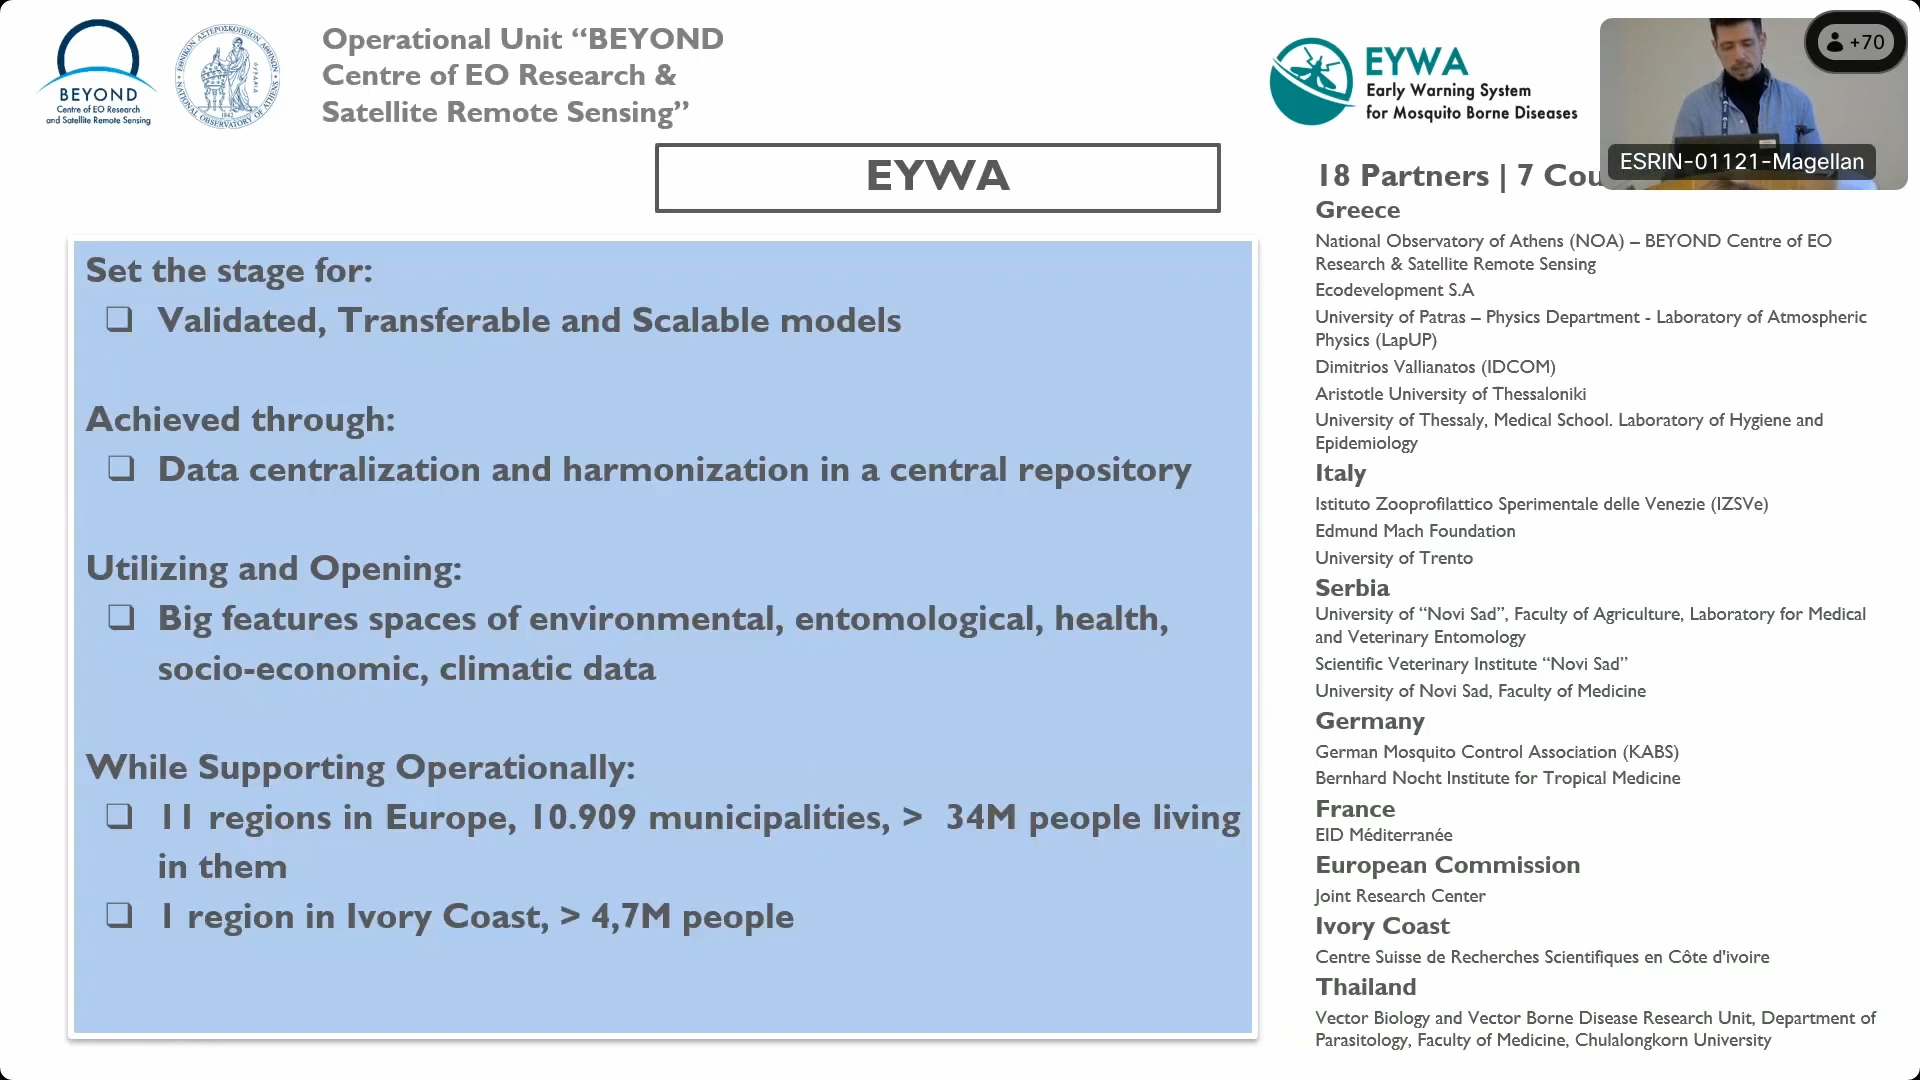 BEYOND
Centre of EO Research
and Satellite Remote Sensing
Operational Unit “BEYOND
Centre of EO Research &
Satellite Remote Sensing”
EYWA
Early Warning System
for Mosquito Borne Diseases
+70
ESRIN-01121-Magellan
EYWA
Set the stage for:
❑ Validated, Transferable and Scalable models
Achieved through:
❑ Data centralization and harmonization in a central repository
Utilizing and Opening:
❑ Big features spaces of environmental, entomological, health,
socio-economic, climatic data
While Supporting Operationally:
❑ 11 regions in Europe, 10.909 municipalities, > 34M people living
in them
❑ 1 region in Ivory Coast, > 4,7M people
18 Partners | 7 Cou
Greece
National Observatory of Athens (NOA) – BEYOND Centre of EO
Research & Satellite Remote Sensing
Ecodevelopment S.A
University of Patras – Physics Department - Laboratory of Atmospheric
Physics (LapUP)
Dimitrios Vallianatos (IDCOM)
Aristotle University of Thessaloniki
University of Thessaly, Medical School. Laboratory of Hygiene and
Epidemiology
Italy
Istituto Zooprofilattico Sperimentale delle Venezie (IZSVe)
Edmund Mach Foundation
University of Trento
Serbia
University of “Novi Sad”, Faculty of Agriculture, Laboratory for Medical
and Veterinary Entomology
Scientific Veterinary Institute “Novi Sad”
University of Novi Sad, Faculty of Medicine
Germany
German Mosquito Control Association (KABS)
Bernhard Nocht Institute for Tropical Medicine
France
EID Méditerranée
European Commission
Joint Research Center
Ivory Coast
Centre Suisse de Recherches Scientifiques en Côte d'ivoire
Thailand
Vector Biology and Vector Borne Disease Research Unit, Department of
Parasitology, Faculty of Medicine, Chulalongkorn University